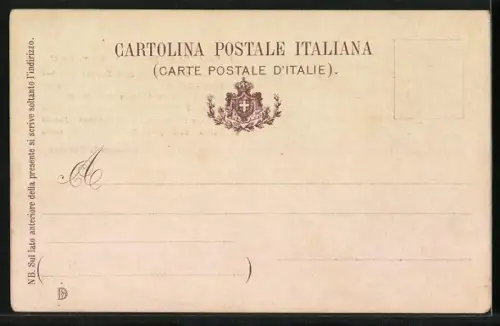 CARTOLINA POSTALE ITALIANA
(CARTE POSTALE D'ITALIE).
A
( )
NB. Sul lato anteriore della presente si scrive soltanto l'indirizzo.